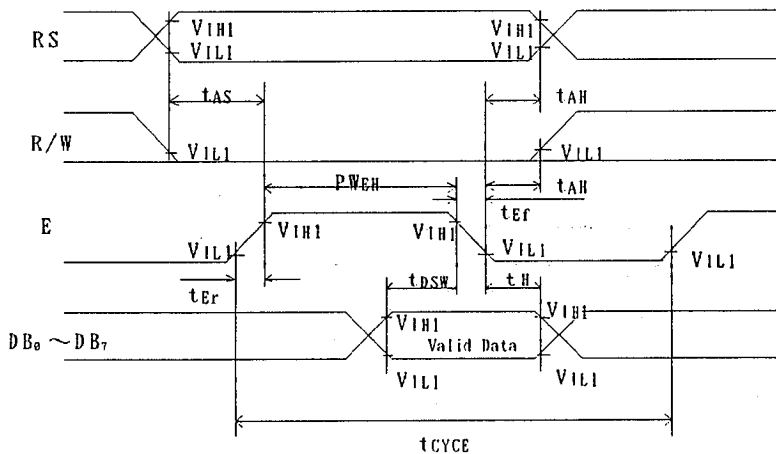 RS VIH1 VIL1 VIH1 VIL1
tAS tAH
R/W VIL1 VIL1
PWEH tAH
tEf
E VIH1 VIH1
VIL1 VIL1 VIL1
tEr tDSW tH
VIH1 VIH1
DB₀ ~DB₇ Valid Data
VIL1 VIL1
tCYCE